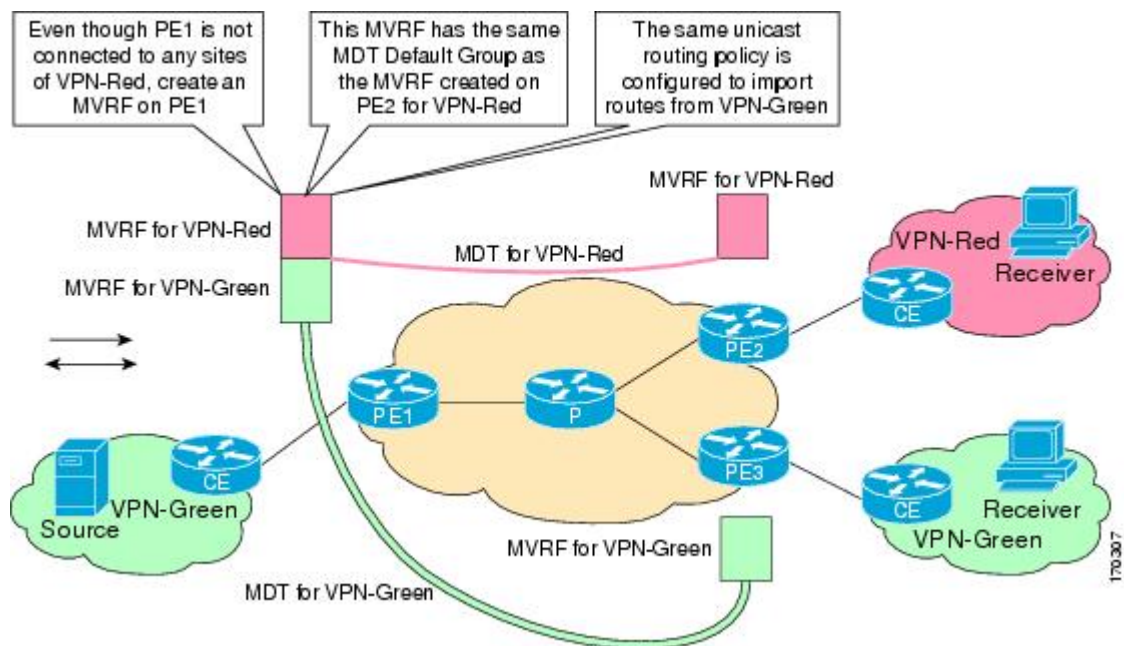 Even though PE1 is not
connected to any sites
of VPN-Red, create an
MVRF on PE1
This MVRF has the same
MDT Default Group as
the MVRF created on
PE2 for VPN-Red
The same unicast
routing policy is
configured to import
routes from VPN-Green
MVRF for VPN-Red
MVRF for VPN-Red
MDT for VPN-Red
MVRF for VPN-Green
VPN-Red
Receiver
CE
PE2
PE1
P
PE3
CE
VPN-Green
Source
CE
Receiver
VPN-Green
MVRF for VPN-Green
MDT for VPN-Green
170307